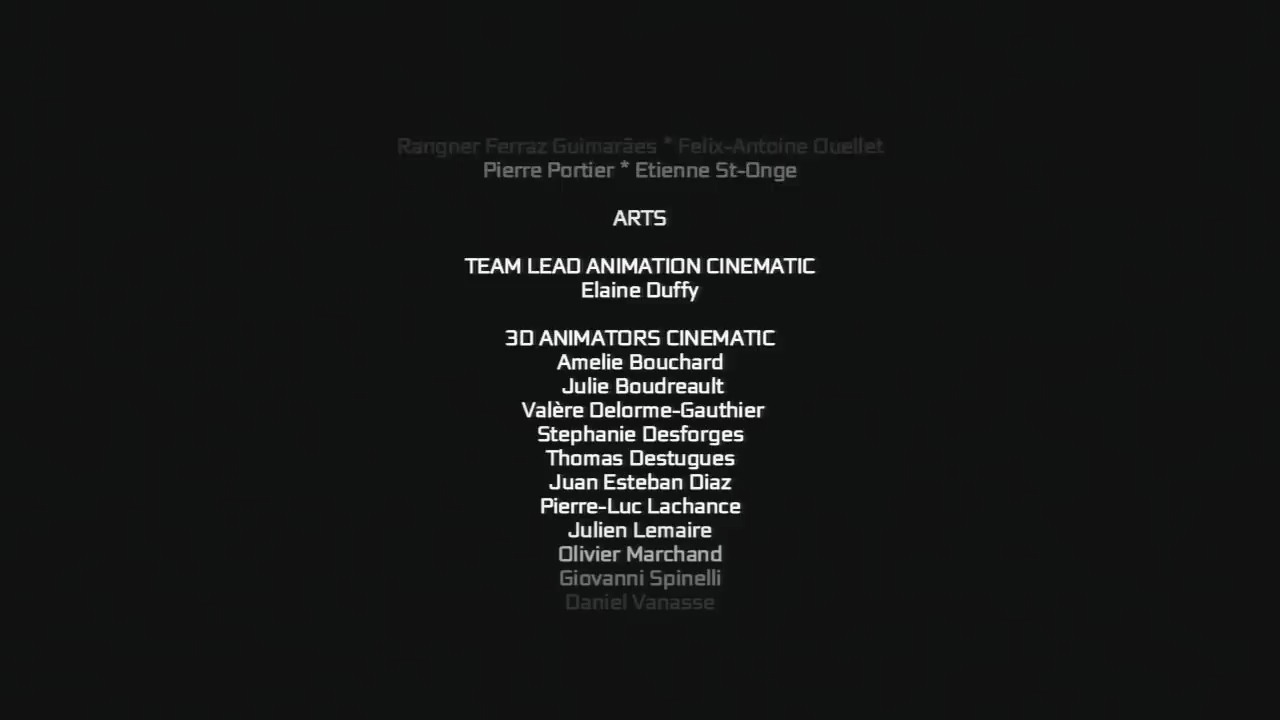 Rangner Ferraz Guimarães * Felix-Antoine Ouellet
Pierre Portier * Etienne St-Onge
ARTS
TEAM LEAD ANIMATION CINEMATIC
Elaine Duffy
3D ANIMATORS CINEMATIC
Amelie Bouchard
Julie Boudreault
Valère Delorme-Gauthier
Stephanie Desforges
Thomas Destugues
Juan Esteban Diaz
Pierre-Luc Lachance
Julien Lemaire
Olivier Marchand
Giovanni Spinelli
Daniel Vanasse